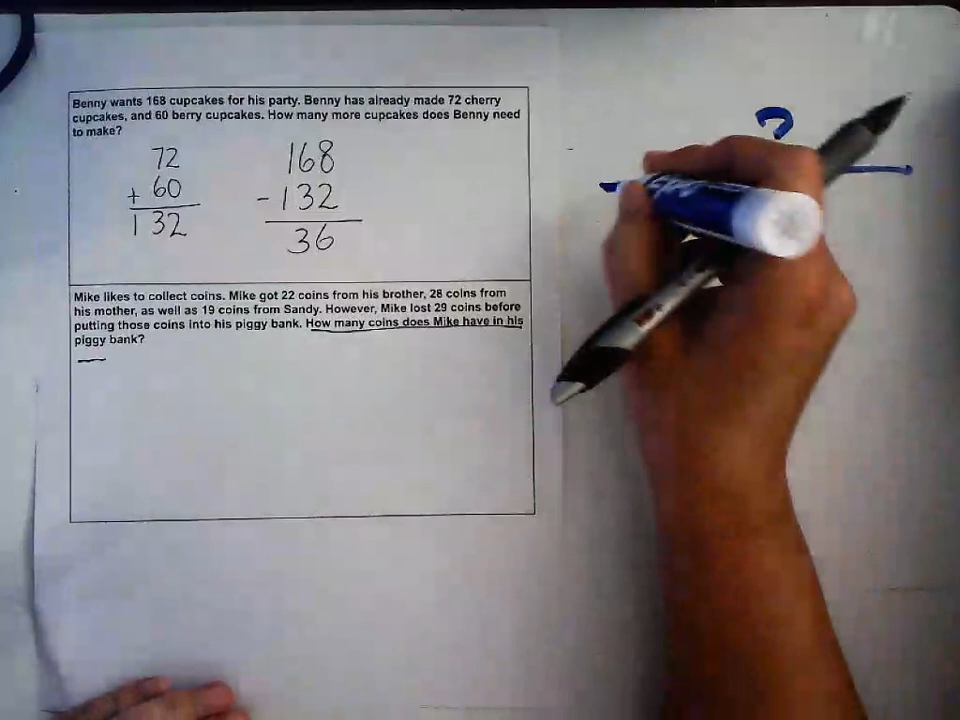 Benny wants 168 cupcakes for his party. Benny has already made 72 cherry
cupcakes, and 60 berry cupcakes. How many more cupcakes does Benny need
to make?
72
+ 60
132
168
- 132
36
Mike likes to collect coins. Mike got 22 coins from his brother, 28 coins from
his mother, as well as 19 coins from Sandy. However, Mike lost 29 coins before
putting those coins into his piggy bank. How many coins does Mike have in his
piggy bank?
?